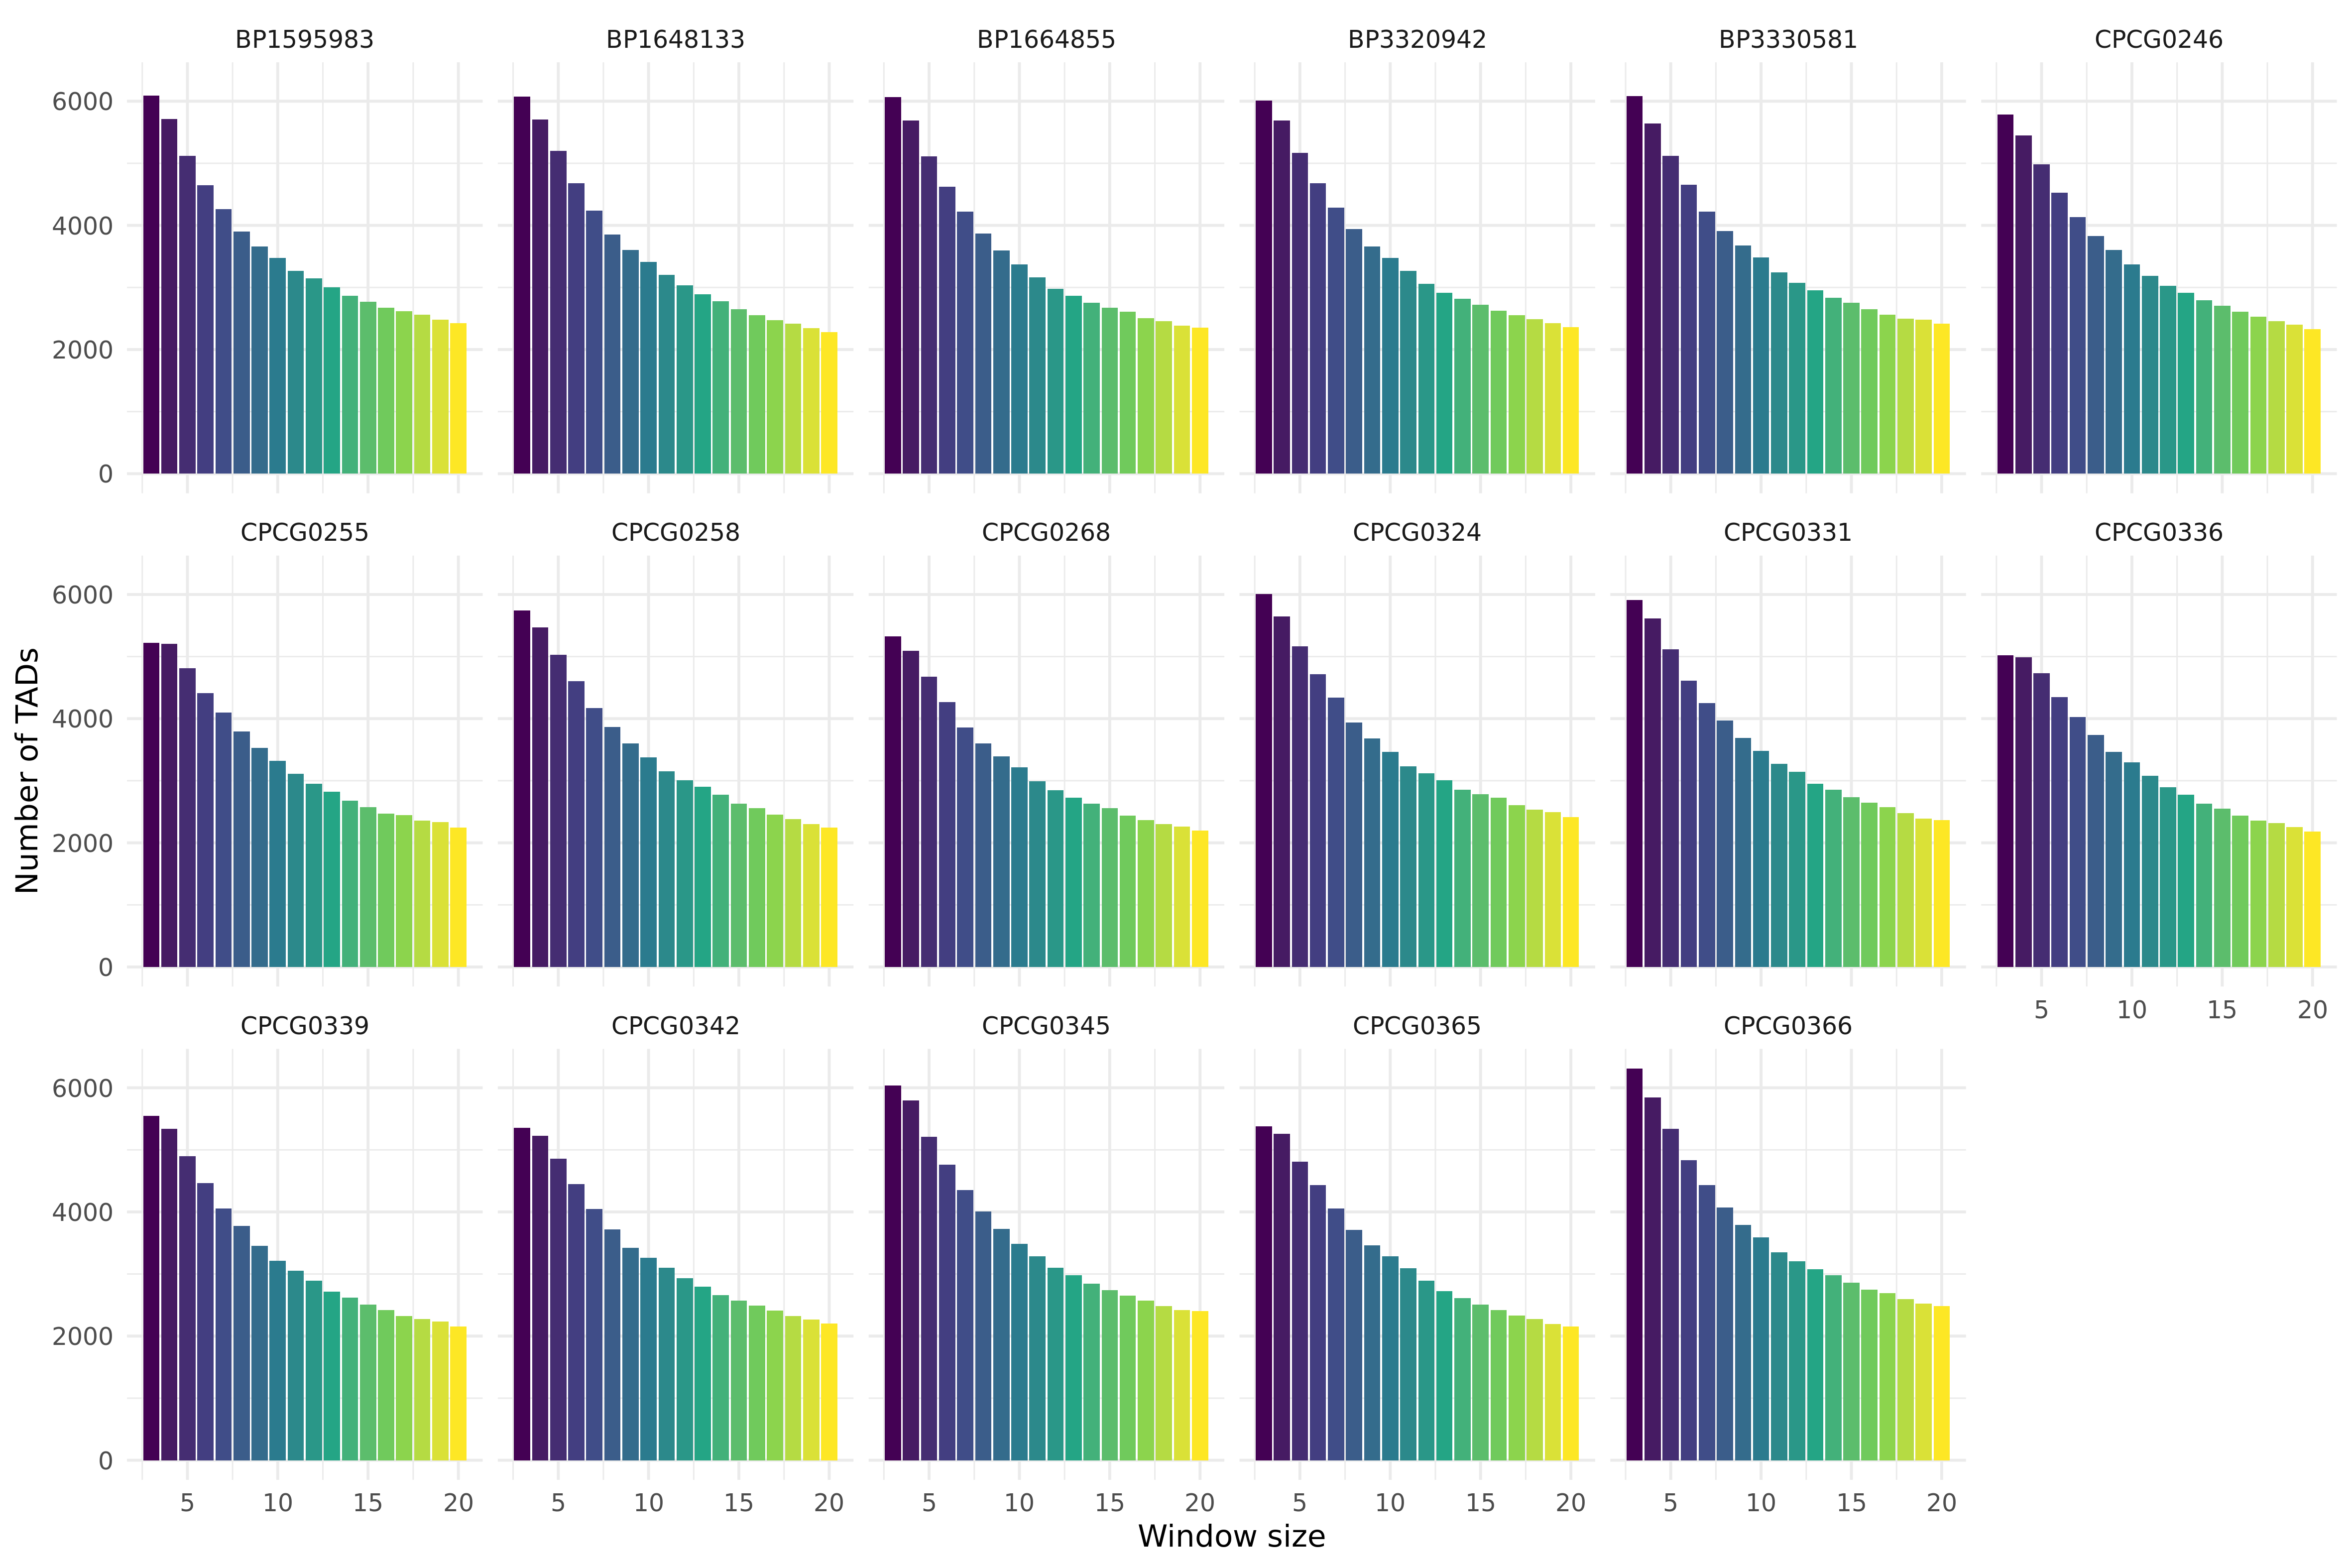 BP1595983 BP1648133 BP1664855 BP3320942 BP3330581 CPCG0246
6000
4000
2000
0
CPCG0255 CPCG0258 CPCG0268 CPCG0324 CPCG0331 CPCG0336
6000
4000
2000
0
5 10 15 20
Number of TADs
CPCG0339 CPCG0342 CPCG0345 CPCG0365 CPCG0366
6000
4000
2000
0
5 10 15 20 5 10 15 20 5 10 15 20 5 10 15 20 5 10 15 20
Window size